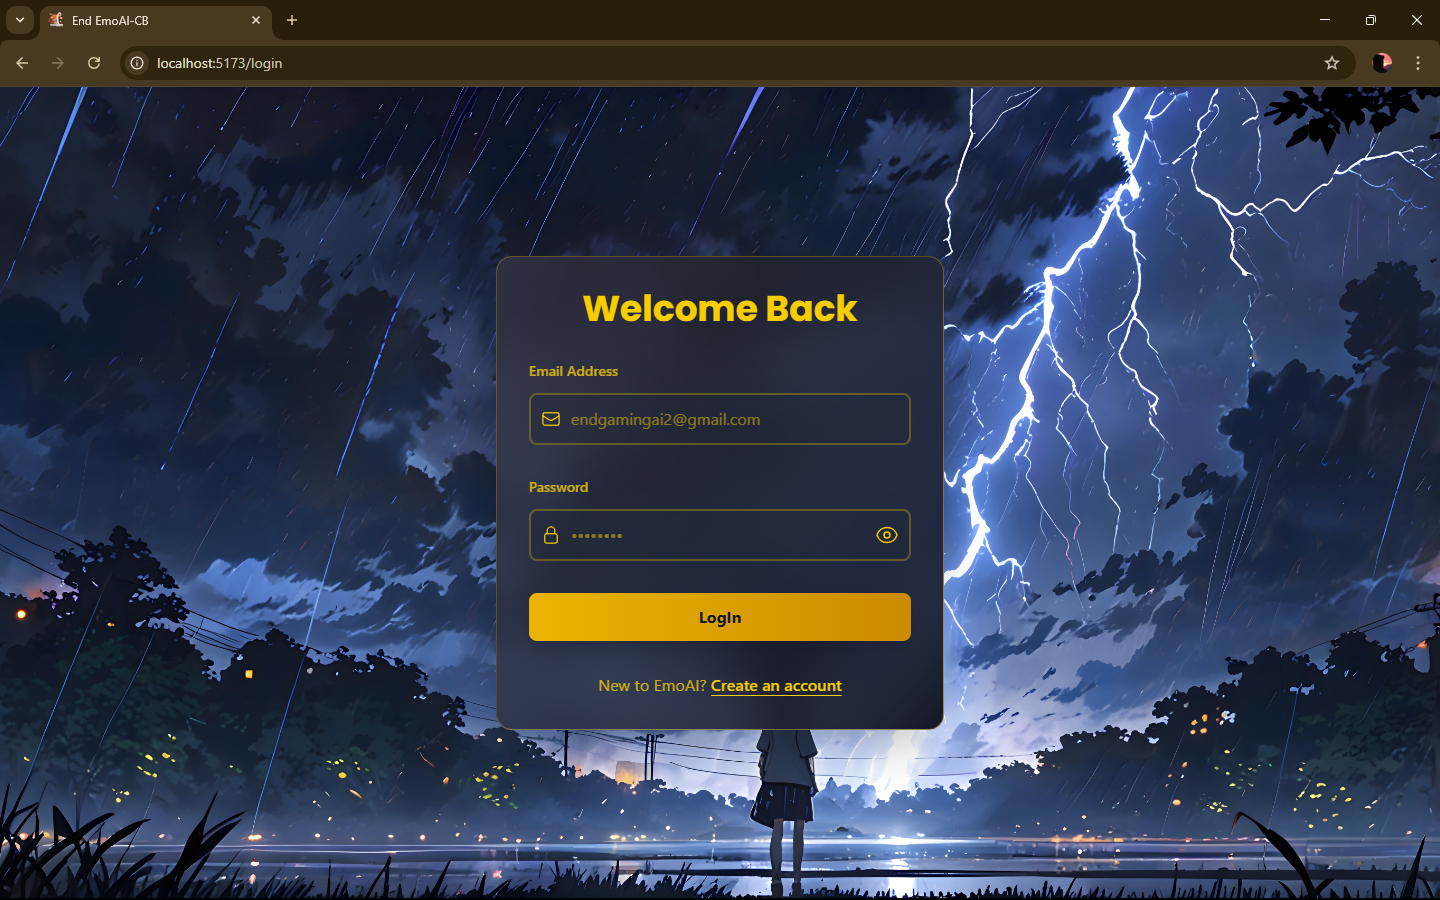 End EmoAI-CB
localhost:5173/login
Welcome Back
Email Address
endgamingai2@gmail.com
Password
••••••••
LogIn
New to EmoAI? Create an account